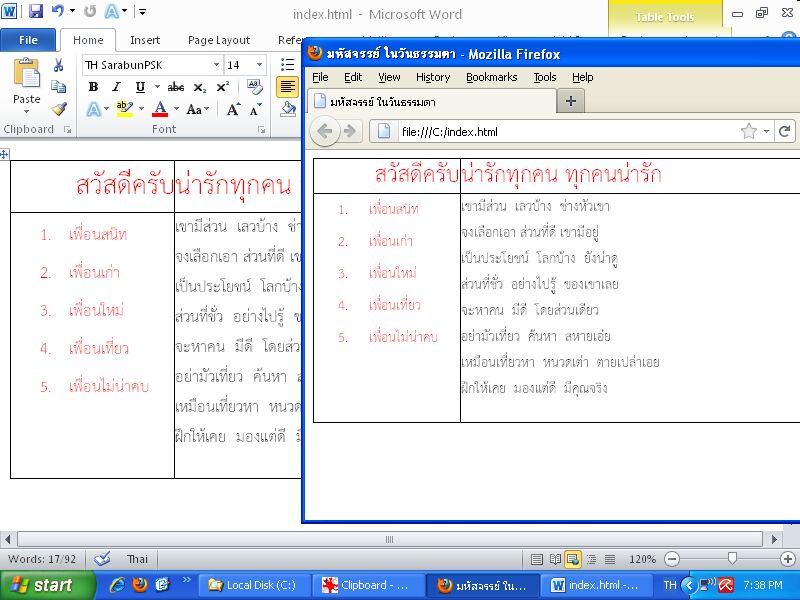 index.html - Microsoft Word
Table Tools
File Home Insert Page Layout
TH SarabunPSK 14
Paste
B I U abc x₂ x²
A ab A Aa A A
Clipboard Font
สวัสดีครับน่ารักทุกคน
1. เพื่อนสนิท
2. เพื่อนเก่า
3. เพื่อนใหม่
4. เพื่อนเที่ยว
5. เพื่อนไม่น่าคบ
เขามีส่วน เลวบ้าง
จงเลือกเอา ส่วนที่ดี
เป็นประโยชน์ โลกบ้าง
ส่วนที่ชั่ว อย่างไปรู้
จะหาคน มีดี โดยส่วน
อย่ามัวเที่ยว ค้นหา
เหมือนเที่ยวหา หนวด
ฝึกให้เคย มองแต่ดี
มหัสจรรย์ ในวันธรรมดา - Mozilla Firefox
File Edit View History Bookmarks Tools Help
มหัสจรรย์ ในวันธรรมดา
file:///C:/index.html
สวัสดีครับน่ารักทุกคน ทุกคนน่ารัก
1. เพื่อนสนิท
2. เพื่อนเก่า
3. เพื่อนใหม่
4. เพื่อนเที่ยว
5. เพื่อนไม่น่าคบ
เขามีส่วน เลวบ้าง ช่างหัวเขา
จงเลือกเอา ส่วนที่ดี เขามีอยู่
เป็นประโยชน์ โลกบ้าง ยังน่าดู
ส่วนที่ชั่ว อย่างไปรู้ ของเขาเลย
จะหาคน มีดี โดยส่วนเดียว
อย่ามัวเที่ยว ค้นหา สหายเอ๋ย
เหมือนเที่ยวหา หนวดเต่า ตายเปล่าเอย
ฝึกให้เคย มองแต่ดี มีคุณจริง
Words: 17/92 Thai 120%
start Local Disk (C:) Clipboard - ... มหัสจรรย์ ใน... index.html -... TH 7:38 PM